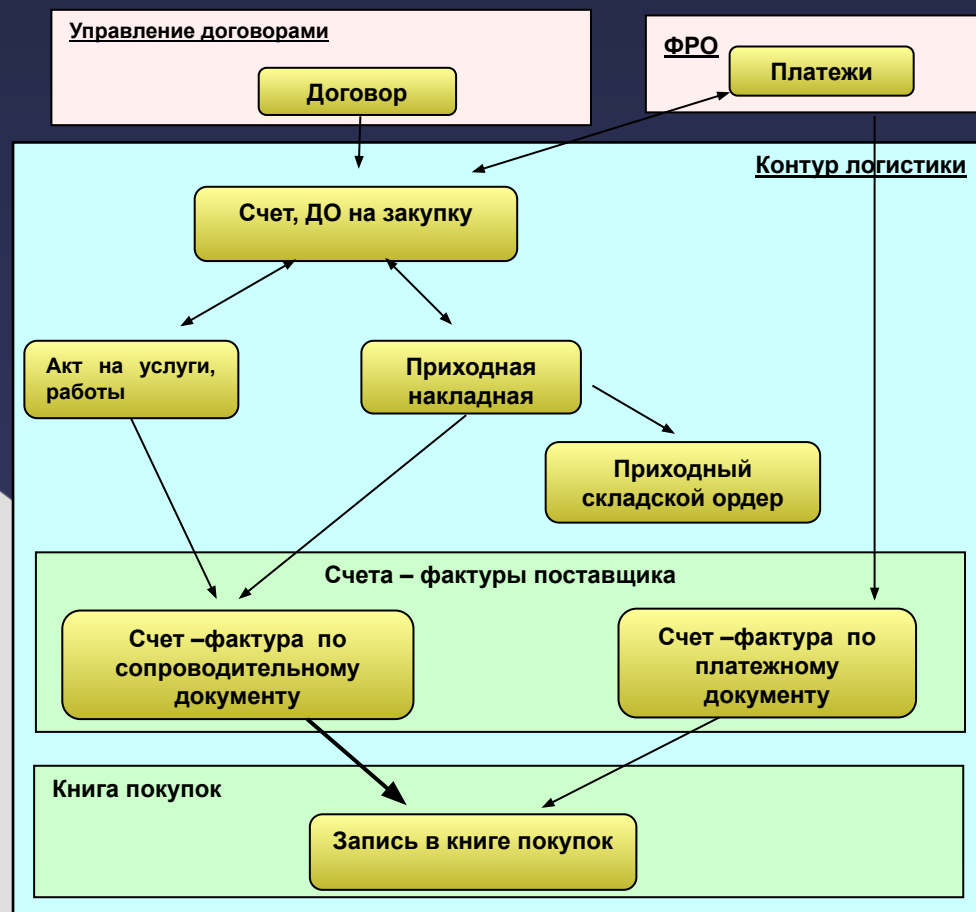 Управление договорами
ФРО
Платежи
Договор
Контур логистики
Счет, ДО на закупку
Акт на услуги,
работы
Приходная
накладная
Приходный
складской ордер
Счета – фактуры поставщика
Счет –фактура по
сопроводительному
документу
Счет –фактура по
платежному
документу
Книга покупок
Запись в книге покупок